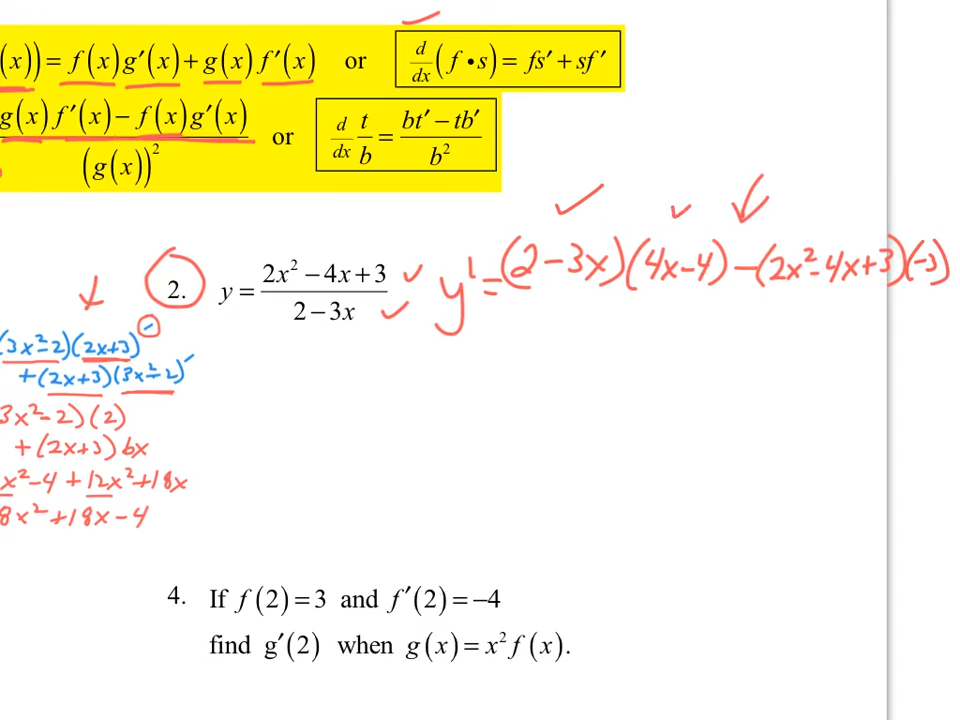 (x)) = f(x)g′(x) + g(x)f′(x) or d/dx (f • s) = fs′ + sf′
g(x)f′(x) − f(x)g′(x) / (g(x))² or d/dx t/b = bt′ − tb′ / b²
2. y = 2x² − 4x + 3 / 2 − 3x y' = (2 − 3x)(4x − 4) − (2x² − 4x + 3)(−3)
(3x² − 2)(2x+3)′
+ (2x+3)(3x² − 2)′
3x² − 2)(2)
+ (2x+3) 6x
x² − 4 + 12x² + 18x
8x² + 18x − 4
4. If f(2) = 3 and f′(2) = −4
find g′(2) when g(x) = x² f(x).